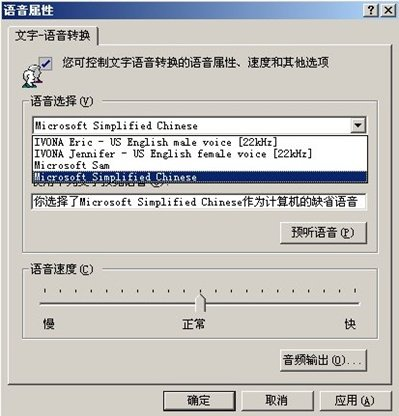 语音属性
文字-语音转换
您可控制文字语音转换的语音属性、速度和其他选项
语音选择(V)
Microsoft Simplified Chinese
IVONA Eric - US English male voice [22kHz]
IVONA Jennifer - US English female voice [22kHz]
Microsoft Sam
Microsoft Simplified Chinese
你选择了Microsoft Simplified Chinese作为计算机的缺省语音
预听语音(P)
语音速度(C)
慢 正常 快
音频输出(O)...
确定 取消 应用(A)